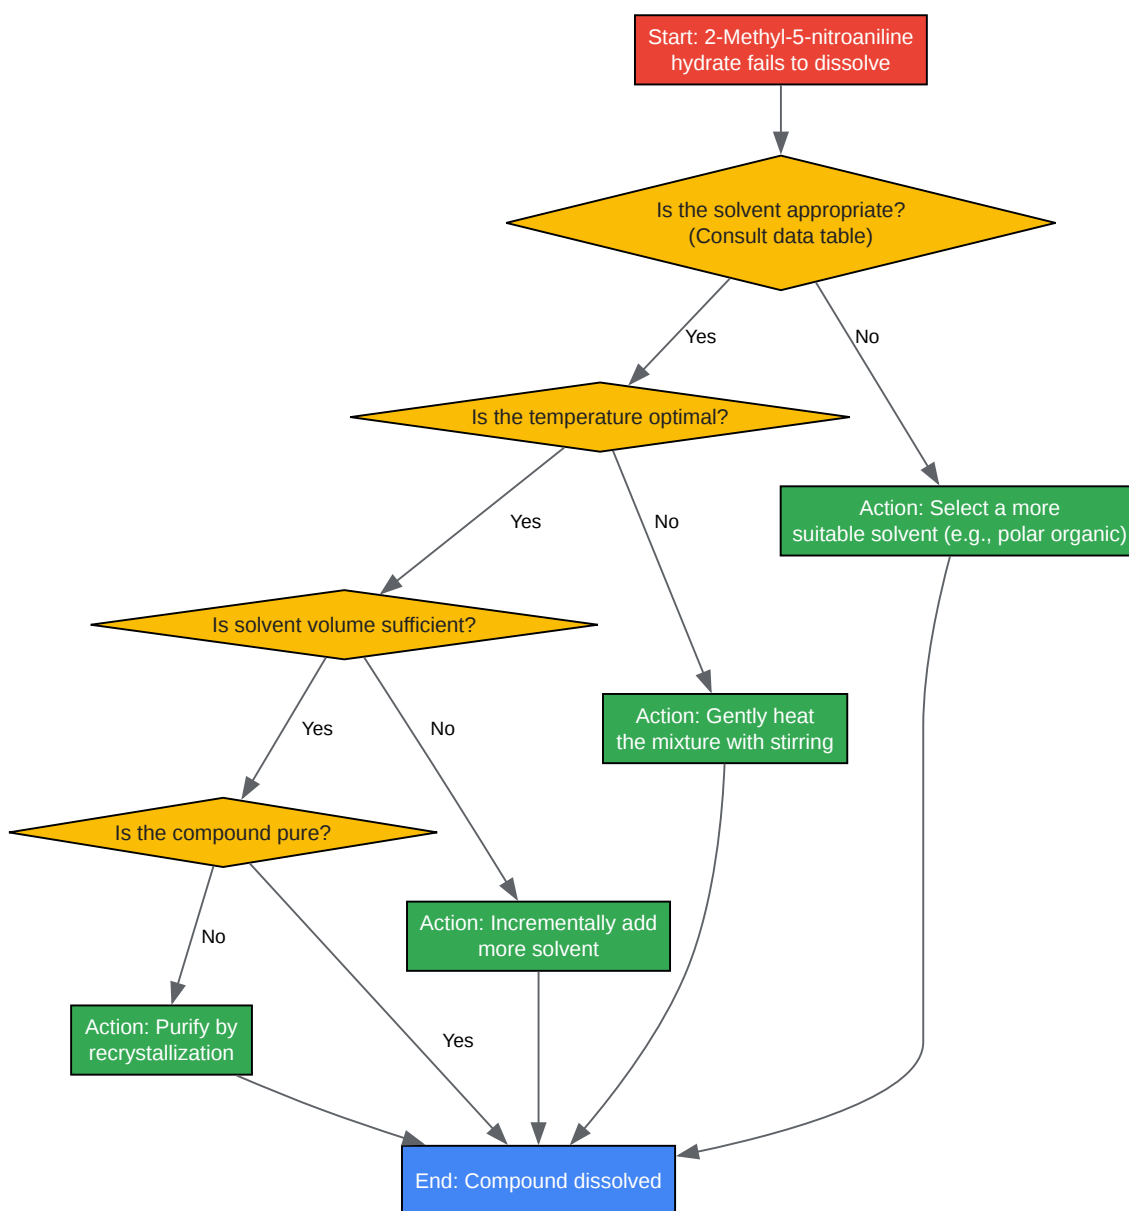 Start: 2-Methyl-5-nitroaniline
hydrate fails to dissolve
Is the solvent appropriate?
(Consult data table)
Yes
No
Is the temperature optimal?
Action: Select a more
suitable solvent (e.g., polar organic)
Yes
No
Is solvent volume sufficient?
Action: Gently heat
the mixture with stirring
Yes
No
Is the compound pure?
Action: Incrementally add
more solvent
No
Action: Purify by
recrystallization
Yes
End: Compound dissolved